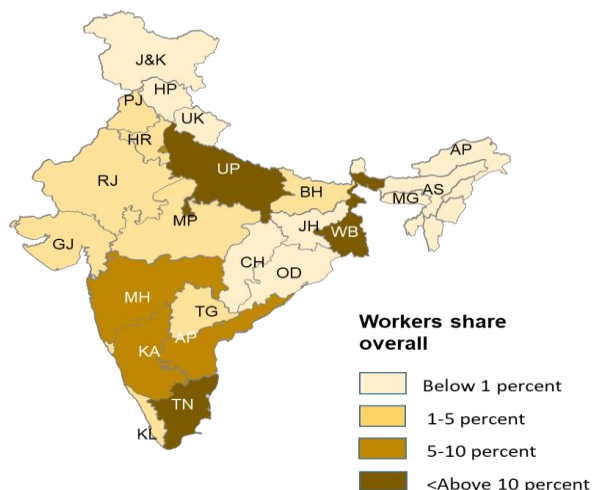 J&K
HP
PJ
UK
HR
RJ
UP
BH
AP
AS
MG
MP
GJ
JH
WB
CH
OD
MH
TG
AP
KA
TN
KL
Workers share
overall
Below 1 percent
1-5 percent
5-10 percent
<Above 10 percent